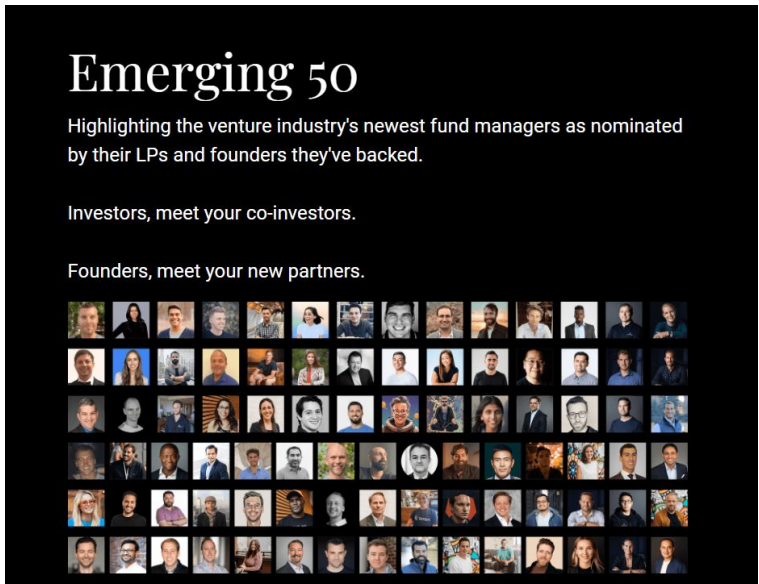 Emerging 50
Highlighting the venture industry's newest fund managers as nominated
by their LPs and founders they've backed.
Investors, meet your co-investors.
Founders, meet your new partners.